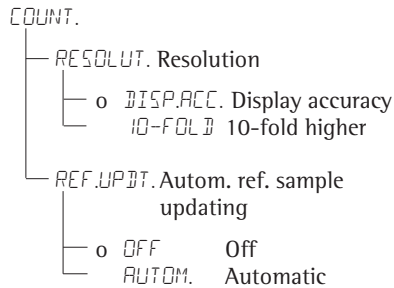 COUNT.
RESOLUT. Resolution
o DISP.ACC. Display accuracy
10-FOLD 10-fold higher
REF.UPDT. Autom. ref. sample
updating
o OFF Off
AUTOM. Automatic